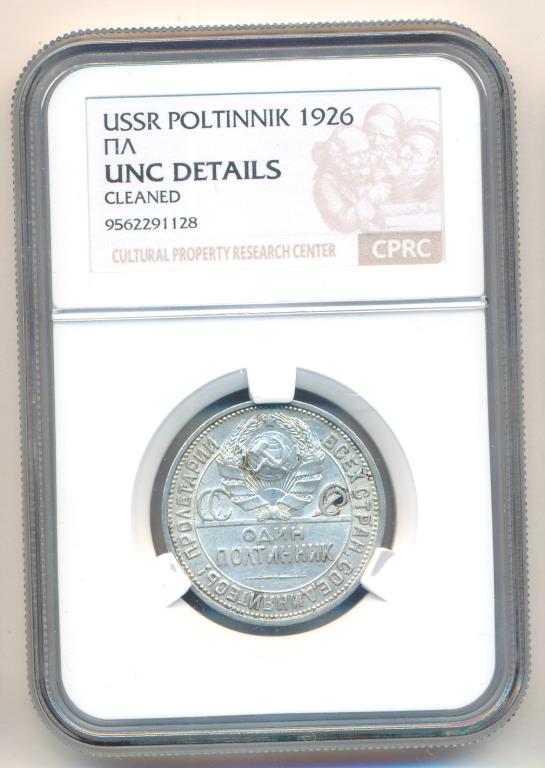 USSR POLTINNIK 1926
ПЛ
UNC DETAILS
CLEANED
9562291128
CULTURAL PROPERTY RESEARCH CENTER
CPRC
ПРОЛЕТАРИИ ВСЕХ СТРАН, СОЕДИНЯЙТЕСЬ!
СС С
ОДИН
ПОЛТИННИК